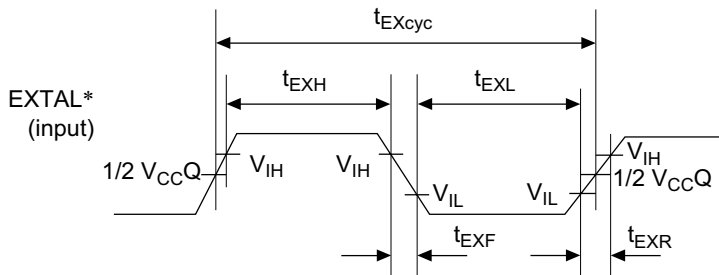 tEXcyc
EXTAL*
(input)
tEXH
tEXL
1/2 VCCQ
VIH
VIH
VIL
VIL
VIH
1/2 VCCQ
tEXF
tEXR